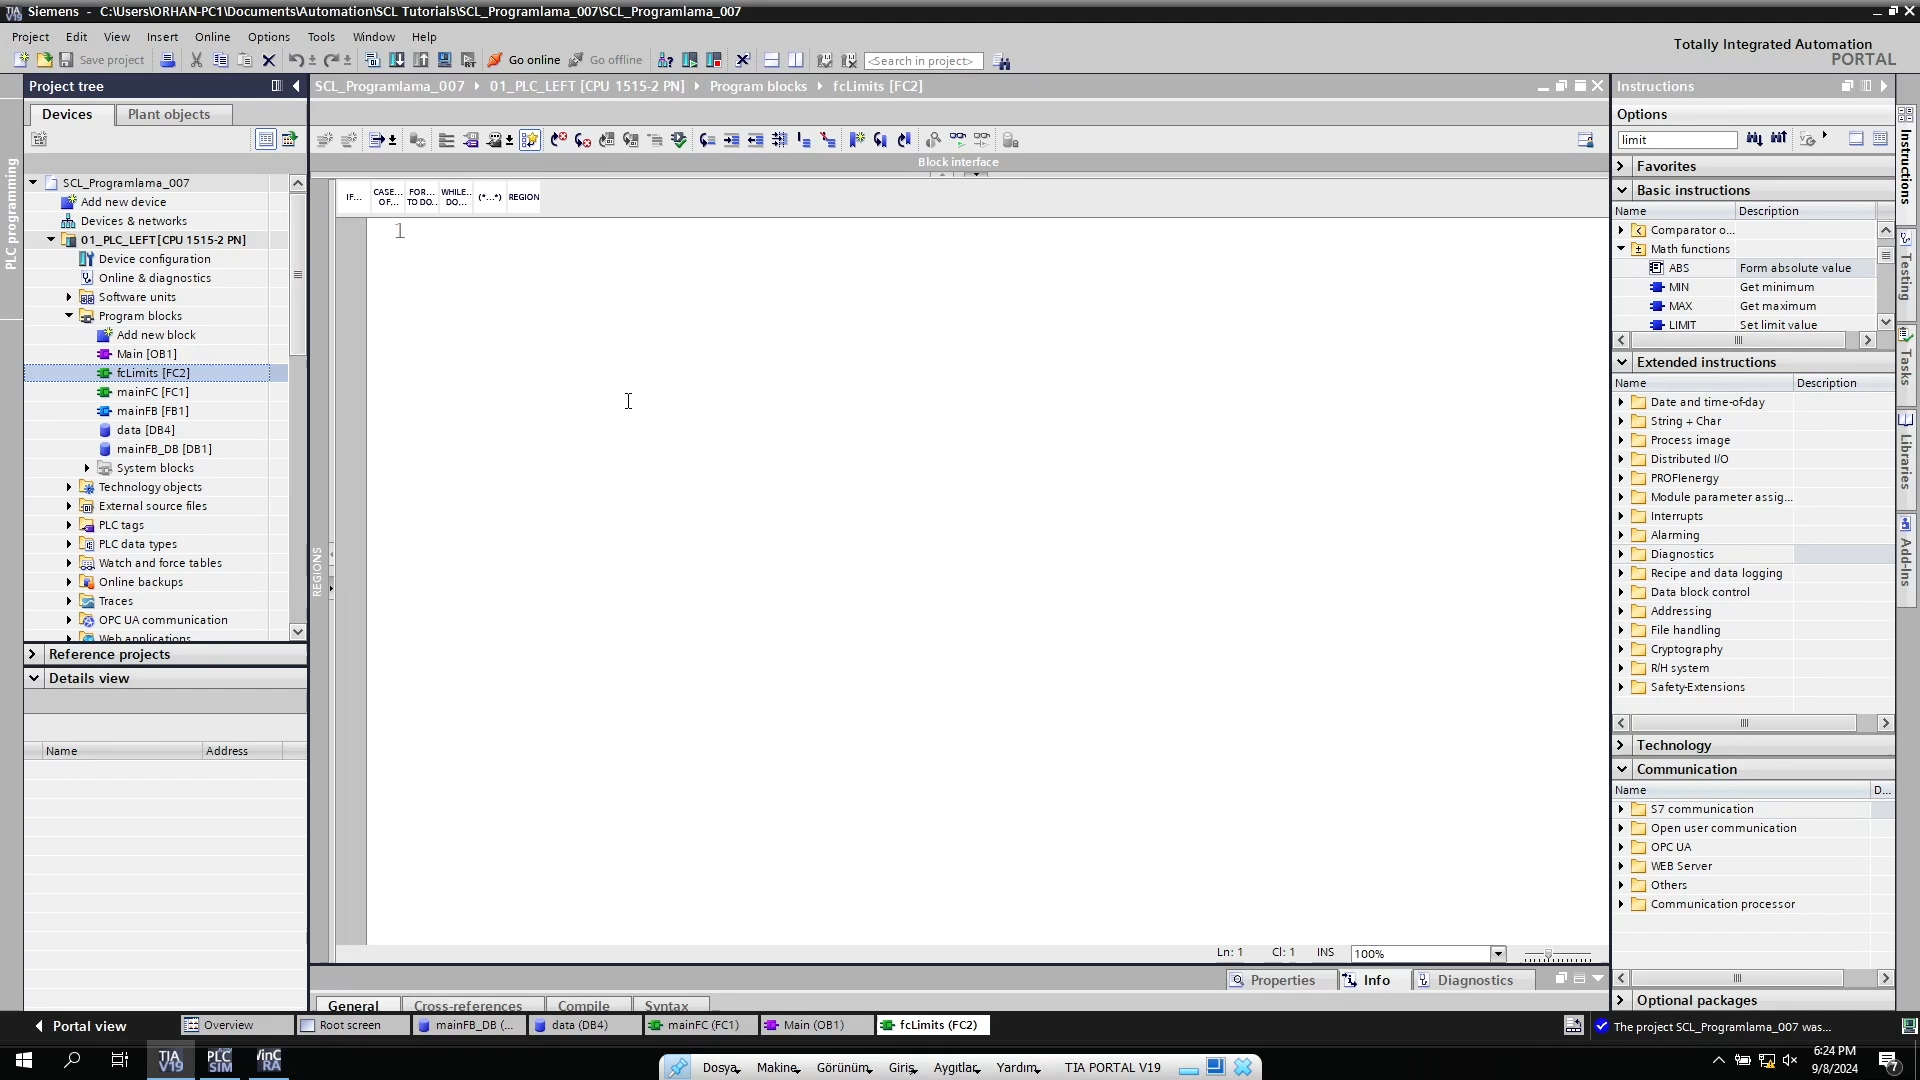 Siemens - C:\Users\ORHAN-PC1\Documents\Automation\SCL Tutorials\SCL_Programlama_007\SCL_Programlama_007
Project Edit View Insert Online Options Tools Window Help
Totally Integrated Automation
PORTAL
Save project
Go online
Go offline
<Search in project>
Project tree
SCL_Programlama_007 01_PLC_LEFT [CPU 1515-2 PN] Program blocks fcLimits [FC2]
Devices
Plant objects
Block interface
IF...
CASE... OF...
FOR... TO DO..
WHILE.. DO...
(*...*)
REGION
1
PLC programming
SCL_Programlama_007
Add new device
Devices & networks
01_PLC_LEFT [CPU 1515-2 PN]
Device configuration
Online & diagnostics
Software units
Program blocks
Add new block
Main [OB1]
fcLimits [FC2]
mainFC [FC1]
mainFB [FB1]
data [DB4]
mainFB_DB [DB1]
System blocks
Technology objects
External source files
PLC tags
PLC data types
Watch and force tables
Online backups
Traces
OPC UA communication
Web applications
Reference projects
Details view
Name Address
REGIONS
Ln: 1 Cl: 1 INS 100%
Properties Info Diagnostics
General Cross-references Compile Syntax
Instructions
Options
limit
Favorites
Basic instructions
Name Description
Comparator o...
Math functions
ABS Form absolute value
MIN Get minimum
MAX Get maximum
LIMIT Set limit value
Extended instructions
Name Description
Date and time-of-day
String + Char
Process image
Distributed I/O
PROFIenergy
Module parameter assig...
Interrupts
Alarming
Diagnostics
Recipe and data logging
Data block control
Addressing
File handling
Cryptography
R/H system
Safety-Extensions
Technology
Communication
Name D...
S7 communication
Open user communication
OPC UA
WEB Server
Others
Communication processor
Optional packages
Instructions
Testing
Tasks
Libraries
Add-Ins
Portal view
Overview
Root screen
mainFB_DB (...
data (DB4)
mainFC (FC1)
Main (OB1)
fcLimits (FC2)
The project SCL_Programlama_007 was...
TIA V19
PLC SIM
Dosya Makine Görünüm Giriş Aygıtlar Yardım TIA PORTAL V19
6:24 PM
9/8/2024
7